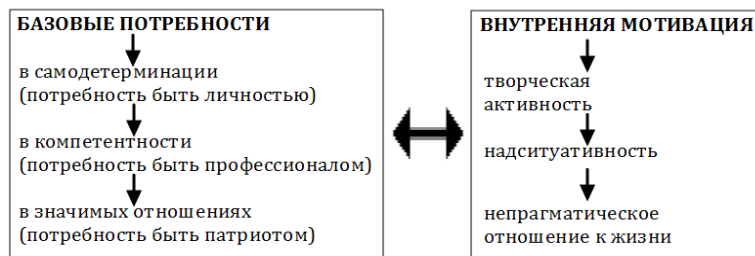 БАЗОВЫЕ ПОТРЕБНОСТИ
в самодетерминации
(потребность быть личностью)
в компетентности
(потребность быть профессионалом)
в значимых отношениях
(потребность быть патриотом)
ВНУТРЕННЯЯ МОТИВАЦИЯ
творческая
активность
надситуативность
непрагматическое
отношение к жизни